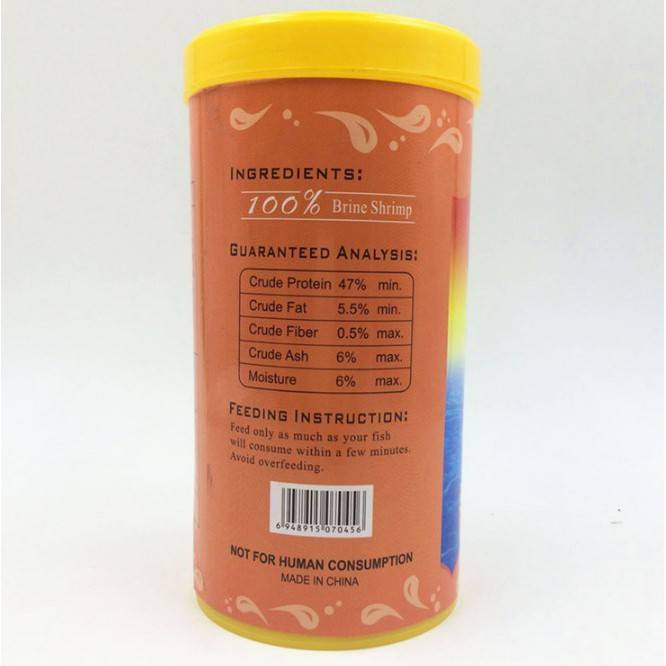 INGREDIENTS:
100% Brine Shrimp
GUARANTEED ANALYSIS:
Crude Protein 47% min.
Crude Fat 5.5% min.
Crude Fiber 0.5% max.
Crude Ash 6% max.
Moisture 6% max.
FEEDING INSTRUCTION:
Feed only as much as your fish
will consume within a few minutes.
Avoid overfeeding.
6 948915 070456
NOT FOR HUMAN CONSUMPTION
MADE IN CHINA